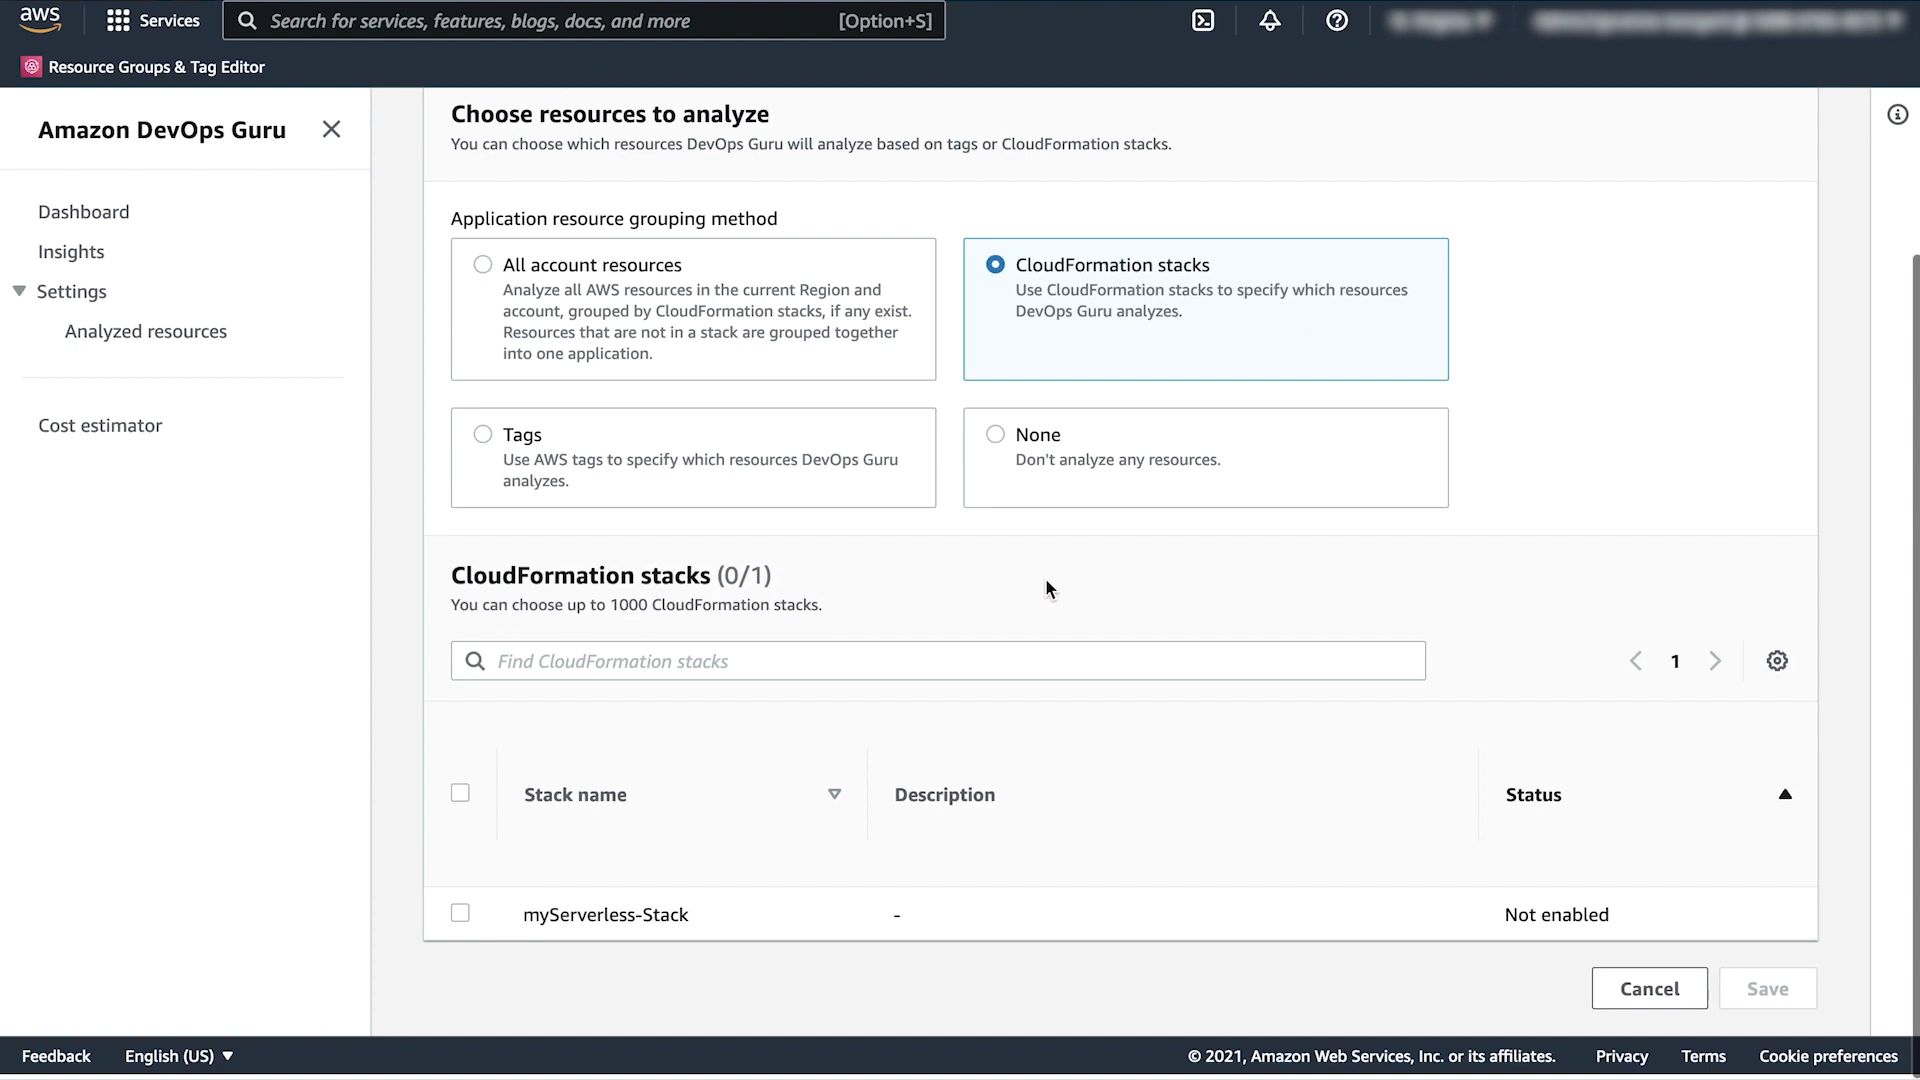 aws
Services
Search for services, features, blogs, docs, and more
[Option+S]
Resource Groups & Tag Editor
Amazon DevOps Guru
Dashboard
Insights
Settings
Analyzed resources
Cost estimator
Choose resources to analyze
You can choose which resources DevOps Guru will analyze based on tags or CloudFormation stacks.
Application resource grouping method
All account resources
Analyze all AWS resources in the current Region and
account, grouped by CloudFormation stacks, if any exist.
Resources that are not in a stack are grouped together
into one application.
CloudFormation stacks
Use CloudFormation stacks to specify which resources
DevOps Guru analyzes.
Tags
Use AWS tags to specify which resources DevOps Guru
analyzes.
None
Don't analyze any resources.
CloudFormation stacks (0/1)
You can choose up to 1000 CloudFormation stacks.
Find CloudFormation stacks
1
Stack name
Description
Status
myServerless-Stack
-
Not enabled
Cancel
Save
Feedback
English (US)
© 2021, Amazon Web Services, Inc. or its affiliates.
Privacy
Terms
Cookie preferences